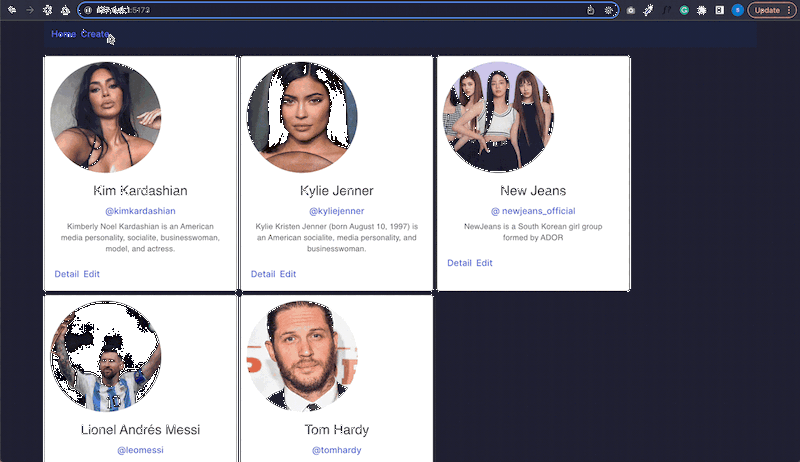 Update
Home Create
Kim Kardashian
@kimkardashian
Kimberly Noel Kardashian is an American
media personality, socialite, businesswoman,
model, and actress.
Detail Edit
Kylie Jenner
@kyliejenner
Kylie Kristen Jenner (born August 10, 1997) is
an American socialite, media personality, and
businesswoman.
Detail Edit
New Jeans
@ newjeans_official
NewJeans is a South Korean girl group
formed by ADOR
Detail Edit
Lionel Andrés Messi
@leomessi
Tom Hardy
@tomhardy